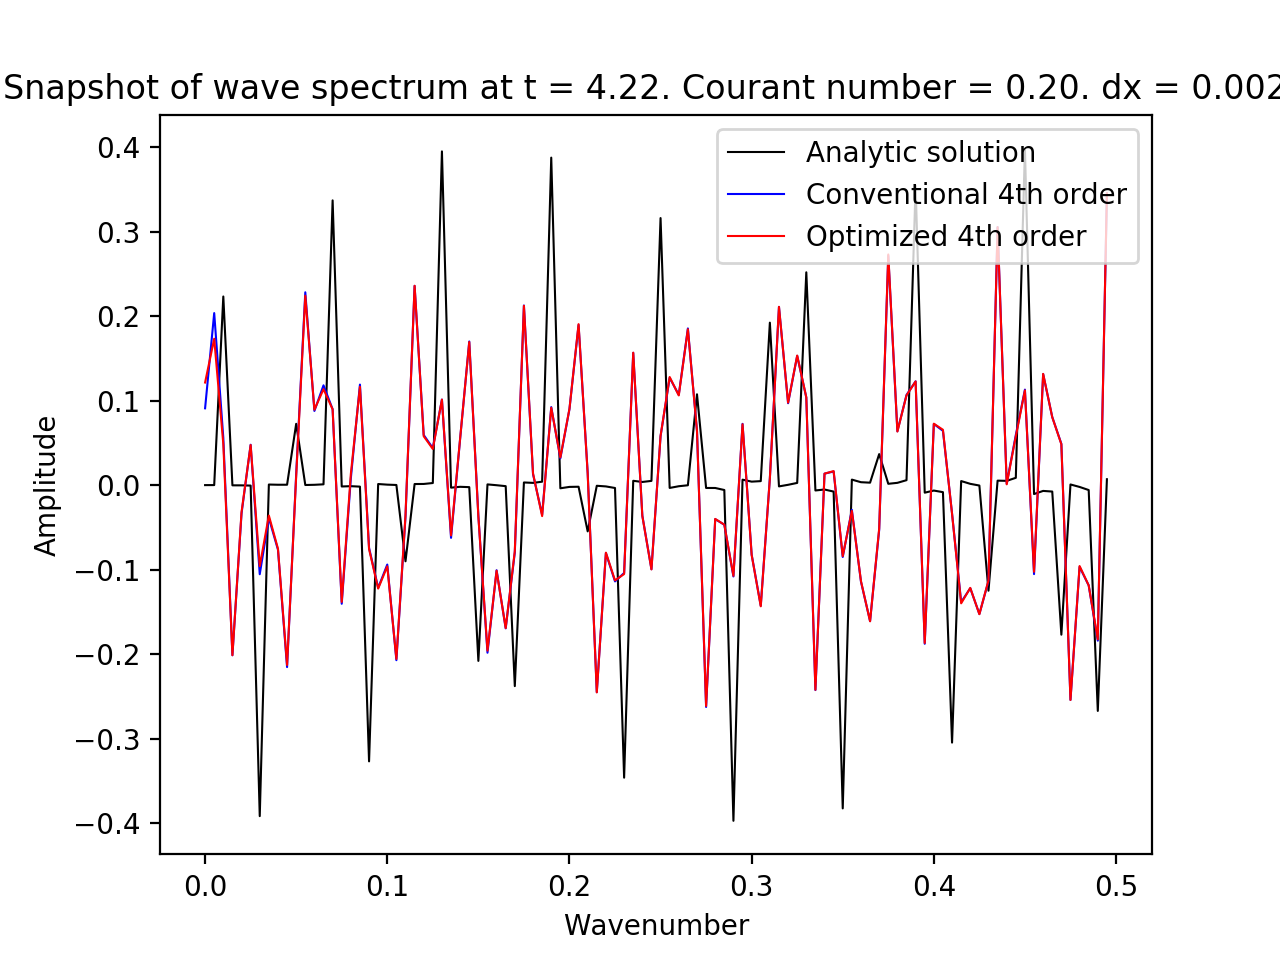 Snapshot of wave spectrum at t = 4.22. Courant number = 0.20. dx = 0.002
Analytic solution
Conventional 4th order
Optimized 4th order
Amplitude
0.4
0.3
0.2
0.1
0.0
−0.1
−0.2
−0.3
−0.4
0.0 0.1 0.2 0.3 0.4 0.5
Wavenumber